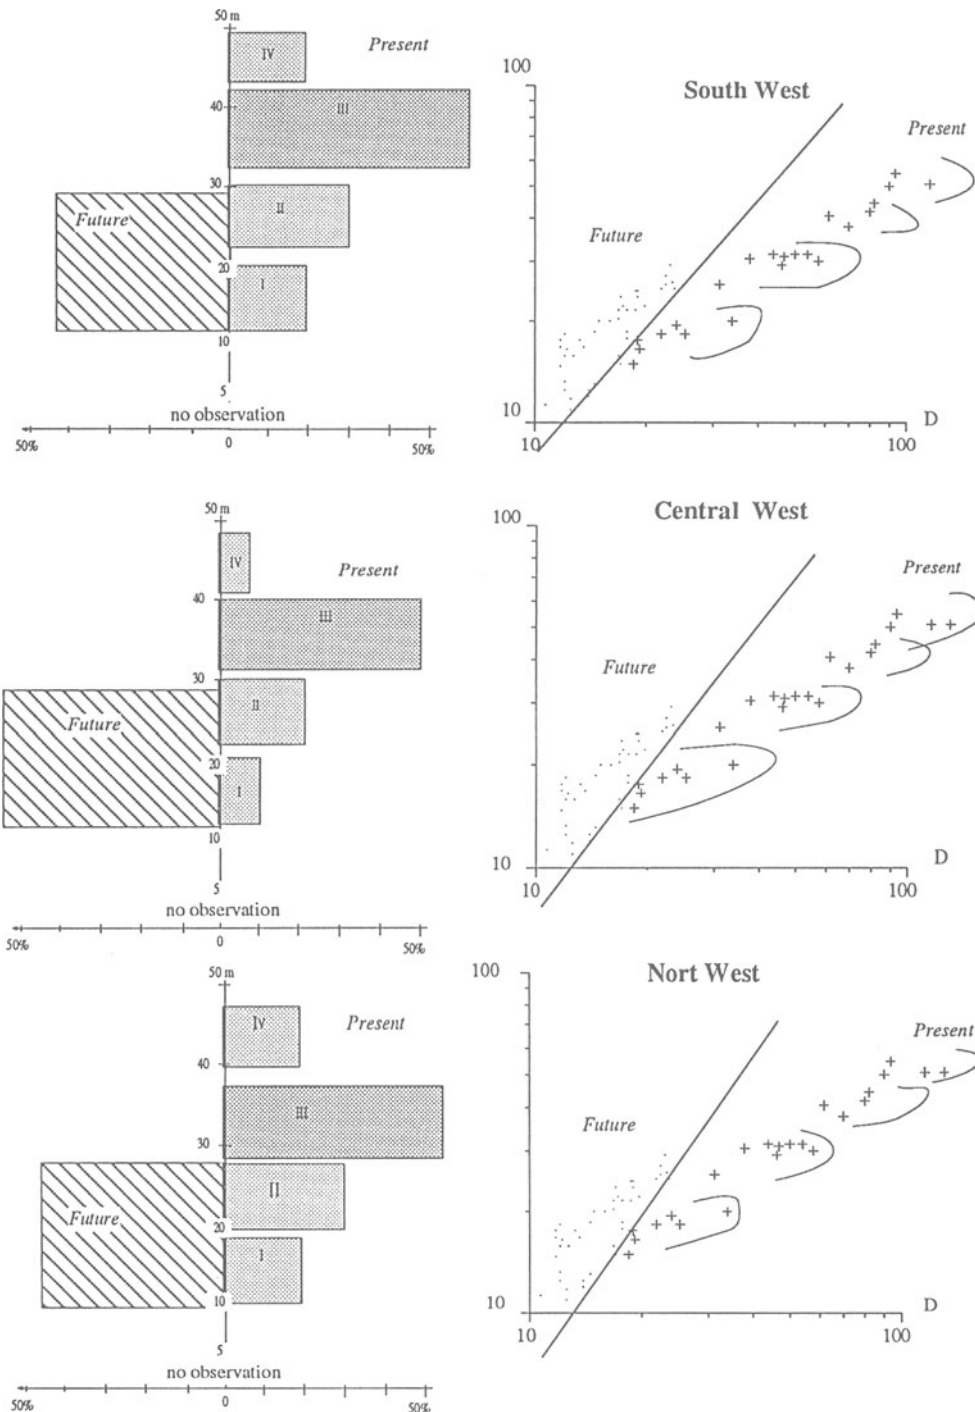 50 m
IV
Present
III
40
30
Future
II
20
I
10
5
no observation
50%
0
50%
South West
100
Present
Future
10
D
10
100
50 m
IV
Present
40
III
30
Future
II
20
I
10
5
no observation
50%
0
50%
Central West
100
Present
Future
10
D
10
100
50 m
IV
Present
40
III
30
II
Future
20
I
10
5
no observation
50%
0
50%
Nort West
100
Present
Future
10
D
10
100